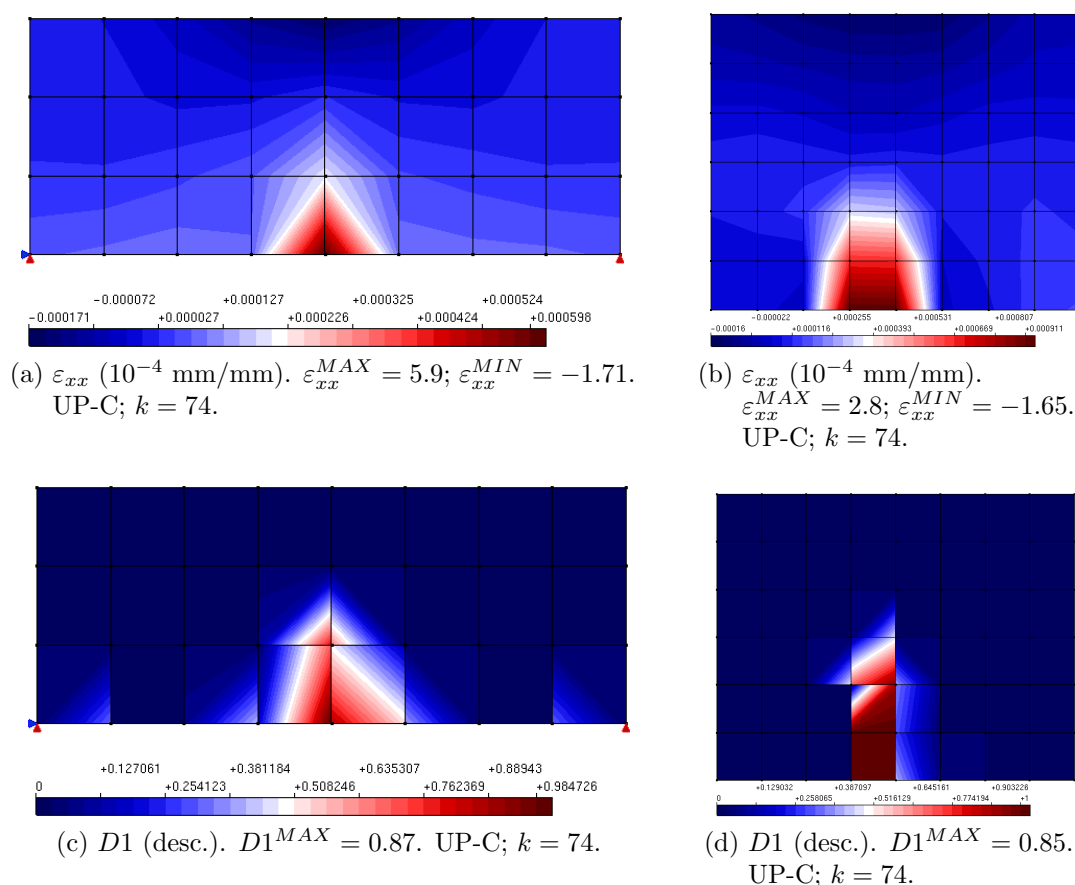 -0.000072 +0.000127 +0.000325 +0.000524
-0.000171 +0.000027 +0.000226 +0.000424 +0.000598
(a) εxx (10−4 mm/mm). εMAXxx = 5.9; εMINxx = −1.71.
UP-C; k = 74.
-0.000022 +0.000255 +0.000531 +0.000807
-0.00016 +0.000116 +0.000393 +0.000669 +0.000911
(b) εxx (10−4 mm/mm).
εMAXxx = 2.8; εMINxx = −1.65.
UP-C; k = 74.
+0.127061 +0.381184 +0.635307 +0.88943
0 +0.254123 +0.508246 +0.762369 +0.984726
(c) D1 (desc.). D1MAX = 0.87. UP-C; k = 74.
+0.129032 +0.387097 +0.645161 +0.903226
0 +0.258065 +0.516129 +0.774194 +1
(d) D1 (desc.). D1MAX = 0.85.
UP-C; k = 74.